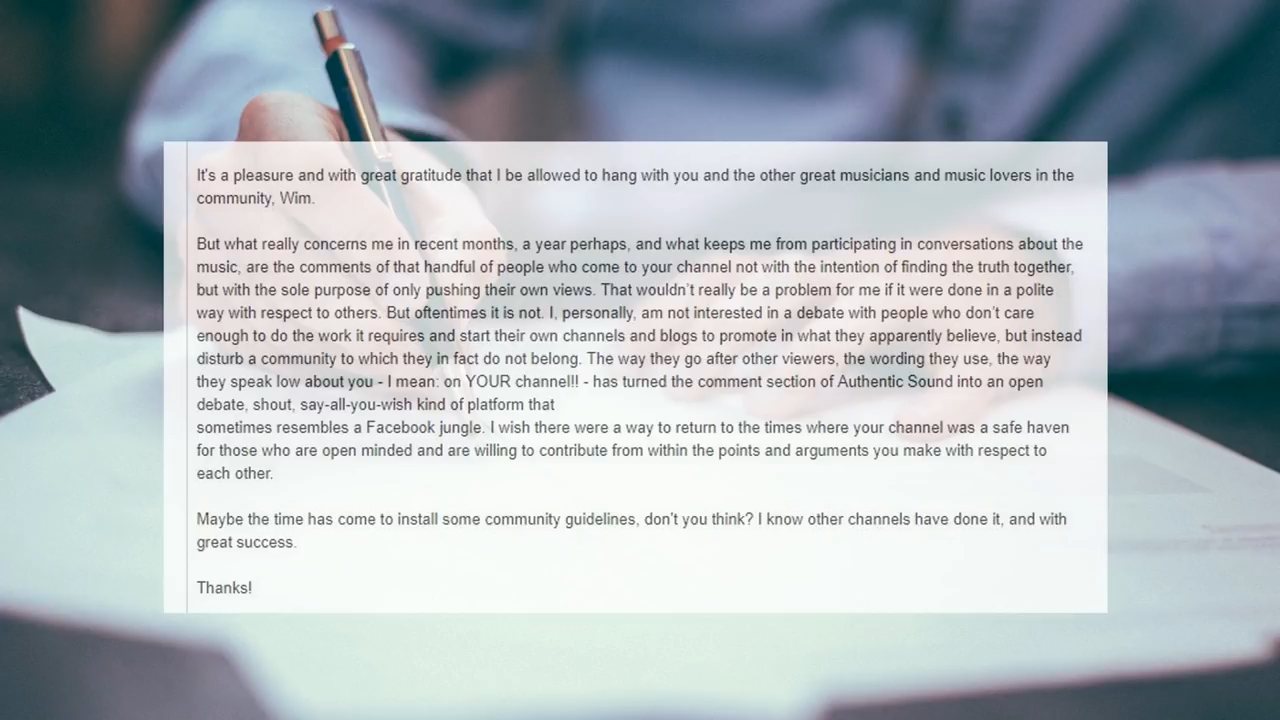 It's a pleasure and with great gratitude that I be allowed to hang with you and the other great musicians and music lovers in the
community, Wim.
But what really concerns me in recent months, a year perhaps, and what keeps me from participating in conversations about the
music, are the comments of that handful of people who come to your channel not with the intention of finding the truth together,
but with the sole purpose of only pushing their own views. That wouldn't really be a problem for me if it were done in a polite
way with respect to others. But oftentimes it is not. I, personally, am not interested in a debate with people who don't care
enough to do the work it requires and start their own channels and blogs to promote in what they apparently believe, but instead
disturb a community to which they in fact do not belong. The way they go after other viewers, the wording they use, the way
they speak low about you - I mean: on YOUR channel!! - has turned the comment section of Authentic Sound into an open
debate, shout, say-all-you-wish kind of platform that
sometimes resembles a Facebook jungle. I wish there were a way to return to the times where your channel was a safe haven
for those who are open minded and are willing to contribute from within the points and arguments you make with respect to
each other.
Maybe the time has come to install some community guidelines, don't you think? I know other channels have done it, and with
great success.
Thanks!